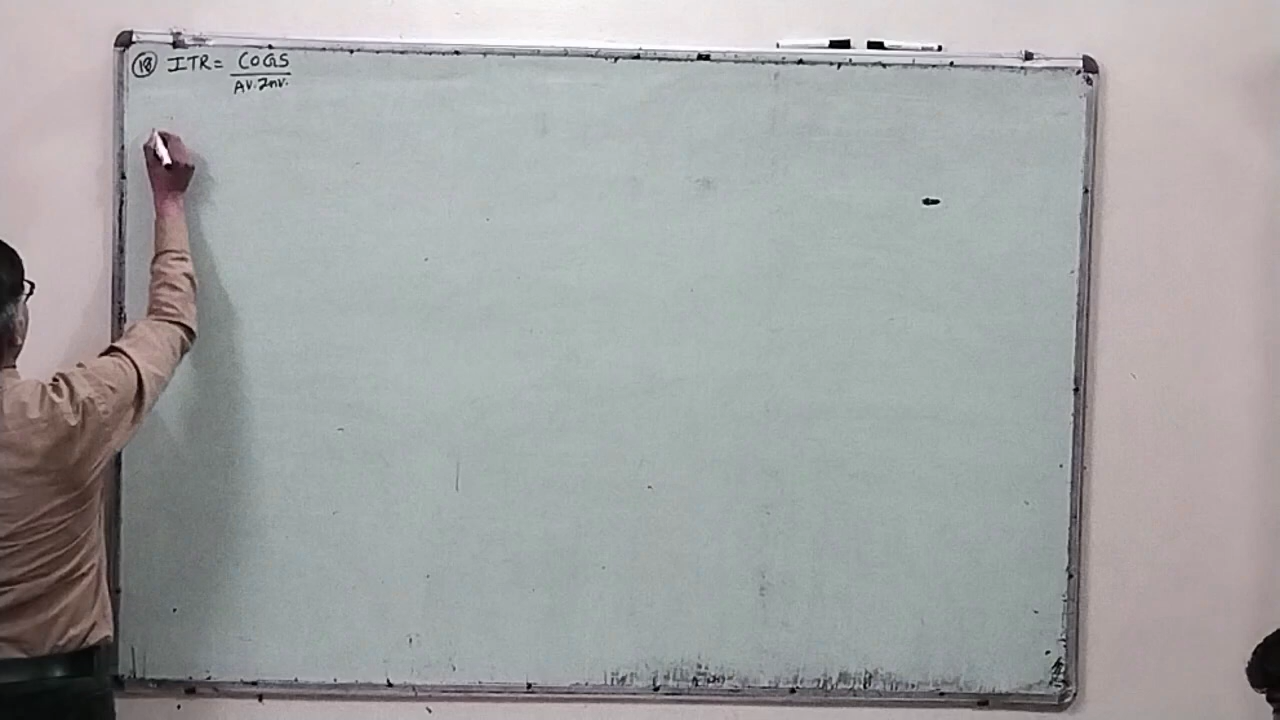 18 ITR = COGS
AV. Inv.